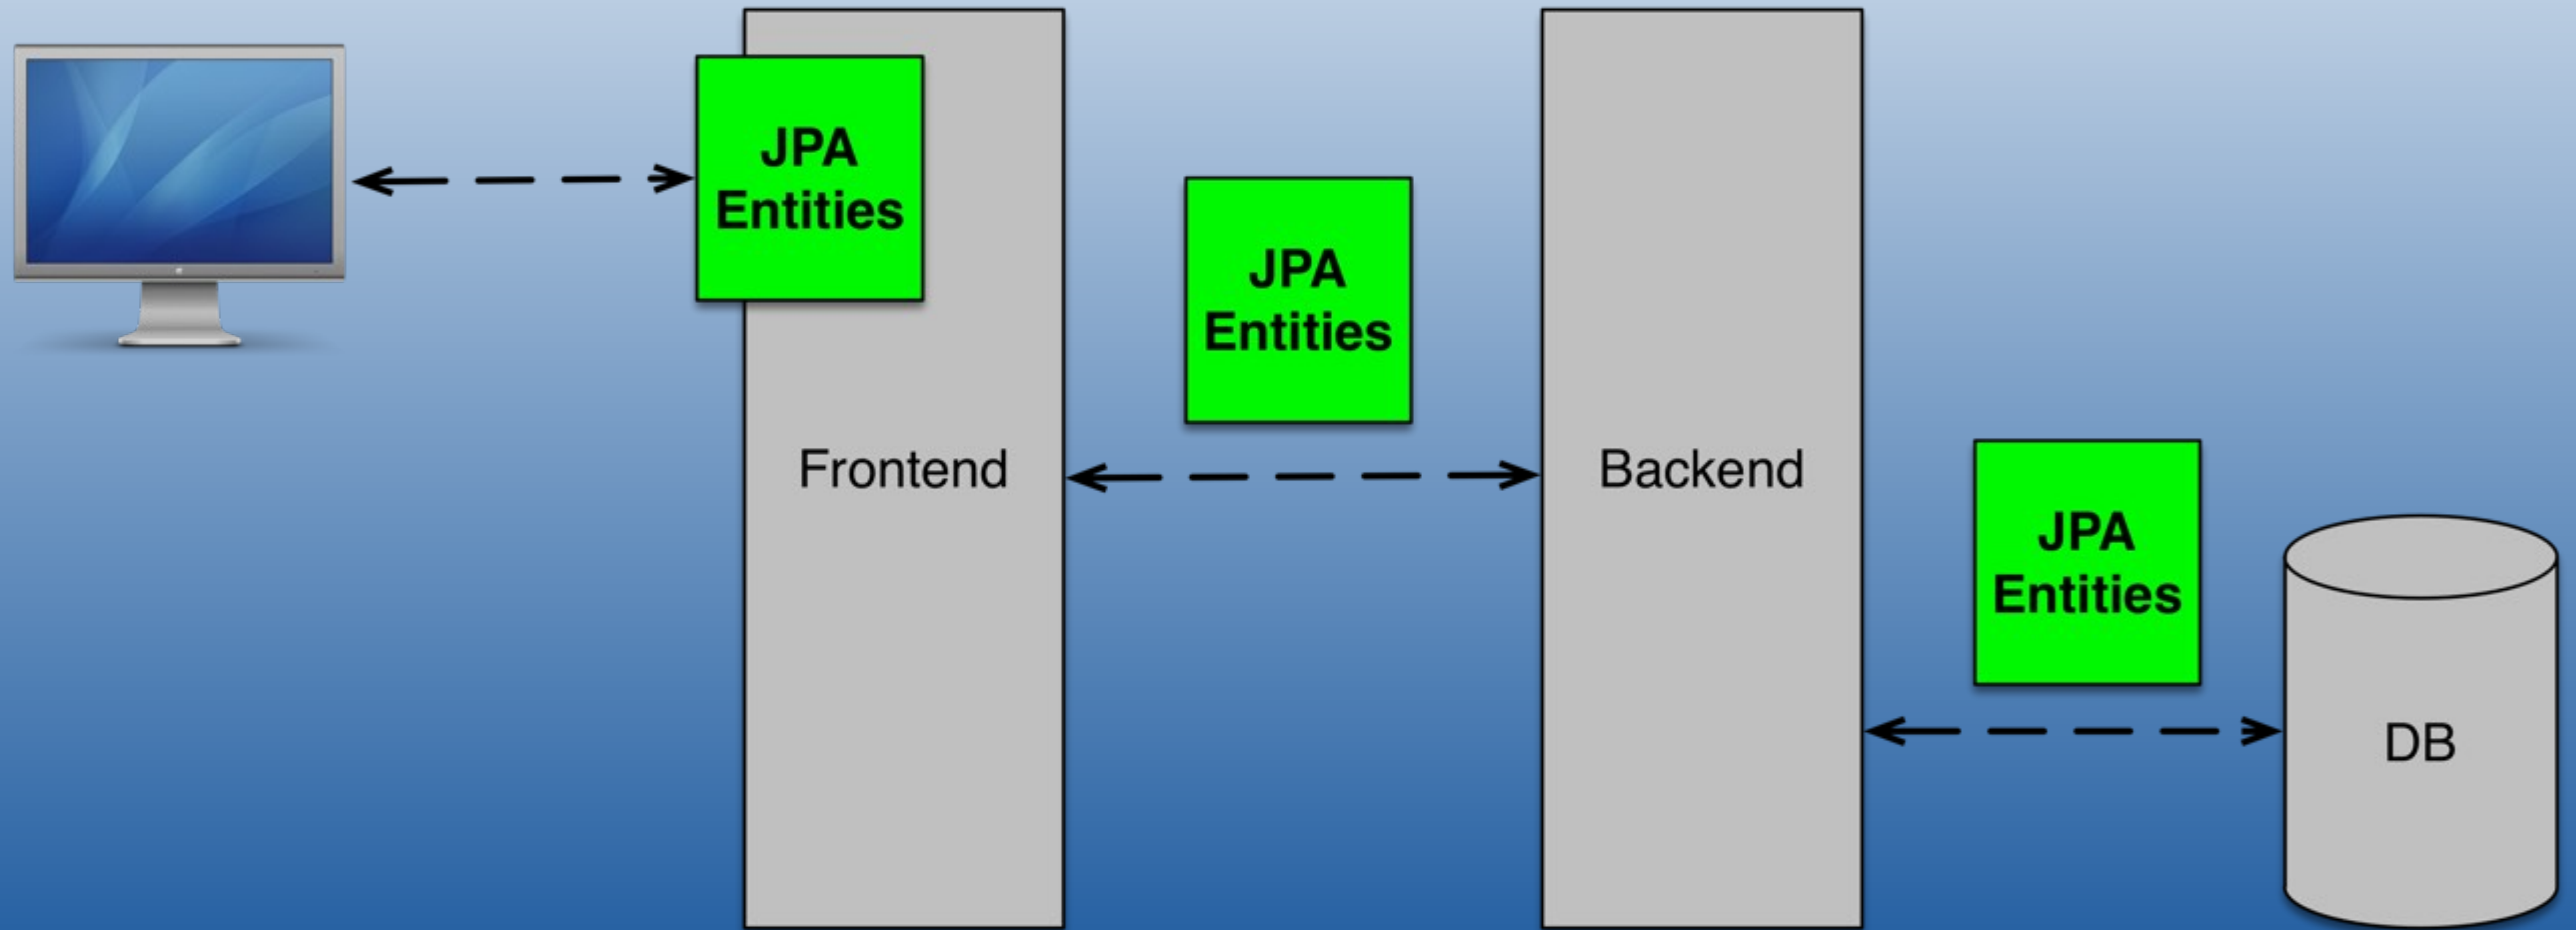 JPA
Entities
JPA
Entities
Frontend
Backend
JPA
Entities
DB